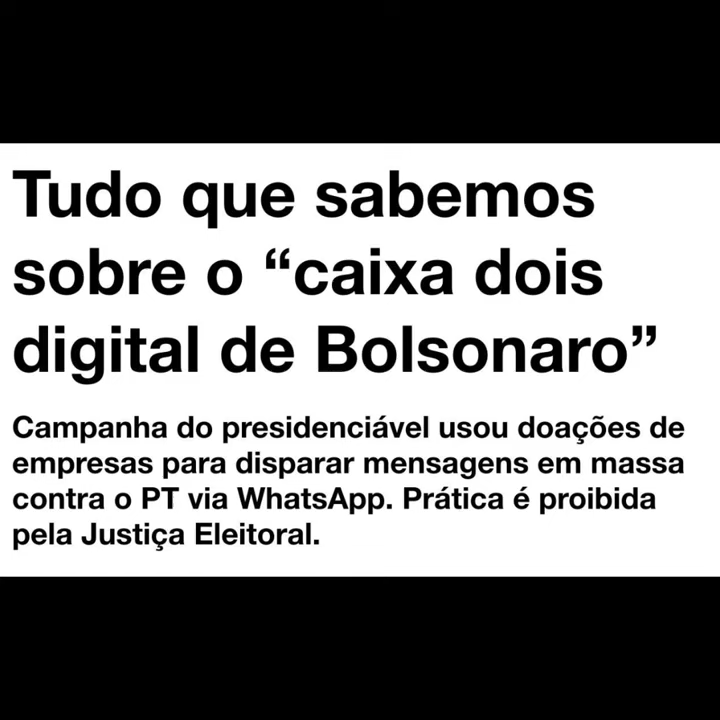 Tudo que sabemos
sobre o “caixa dois
digital de Bolsonaro”
Campanha do presidenciável usou doações de
empresas para disparar mensagens em massa
contra o PT via WhatsApp. Prática é proibida
pela Justiça Eleitoral.